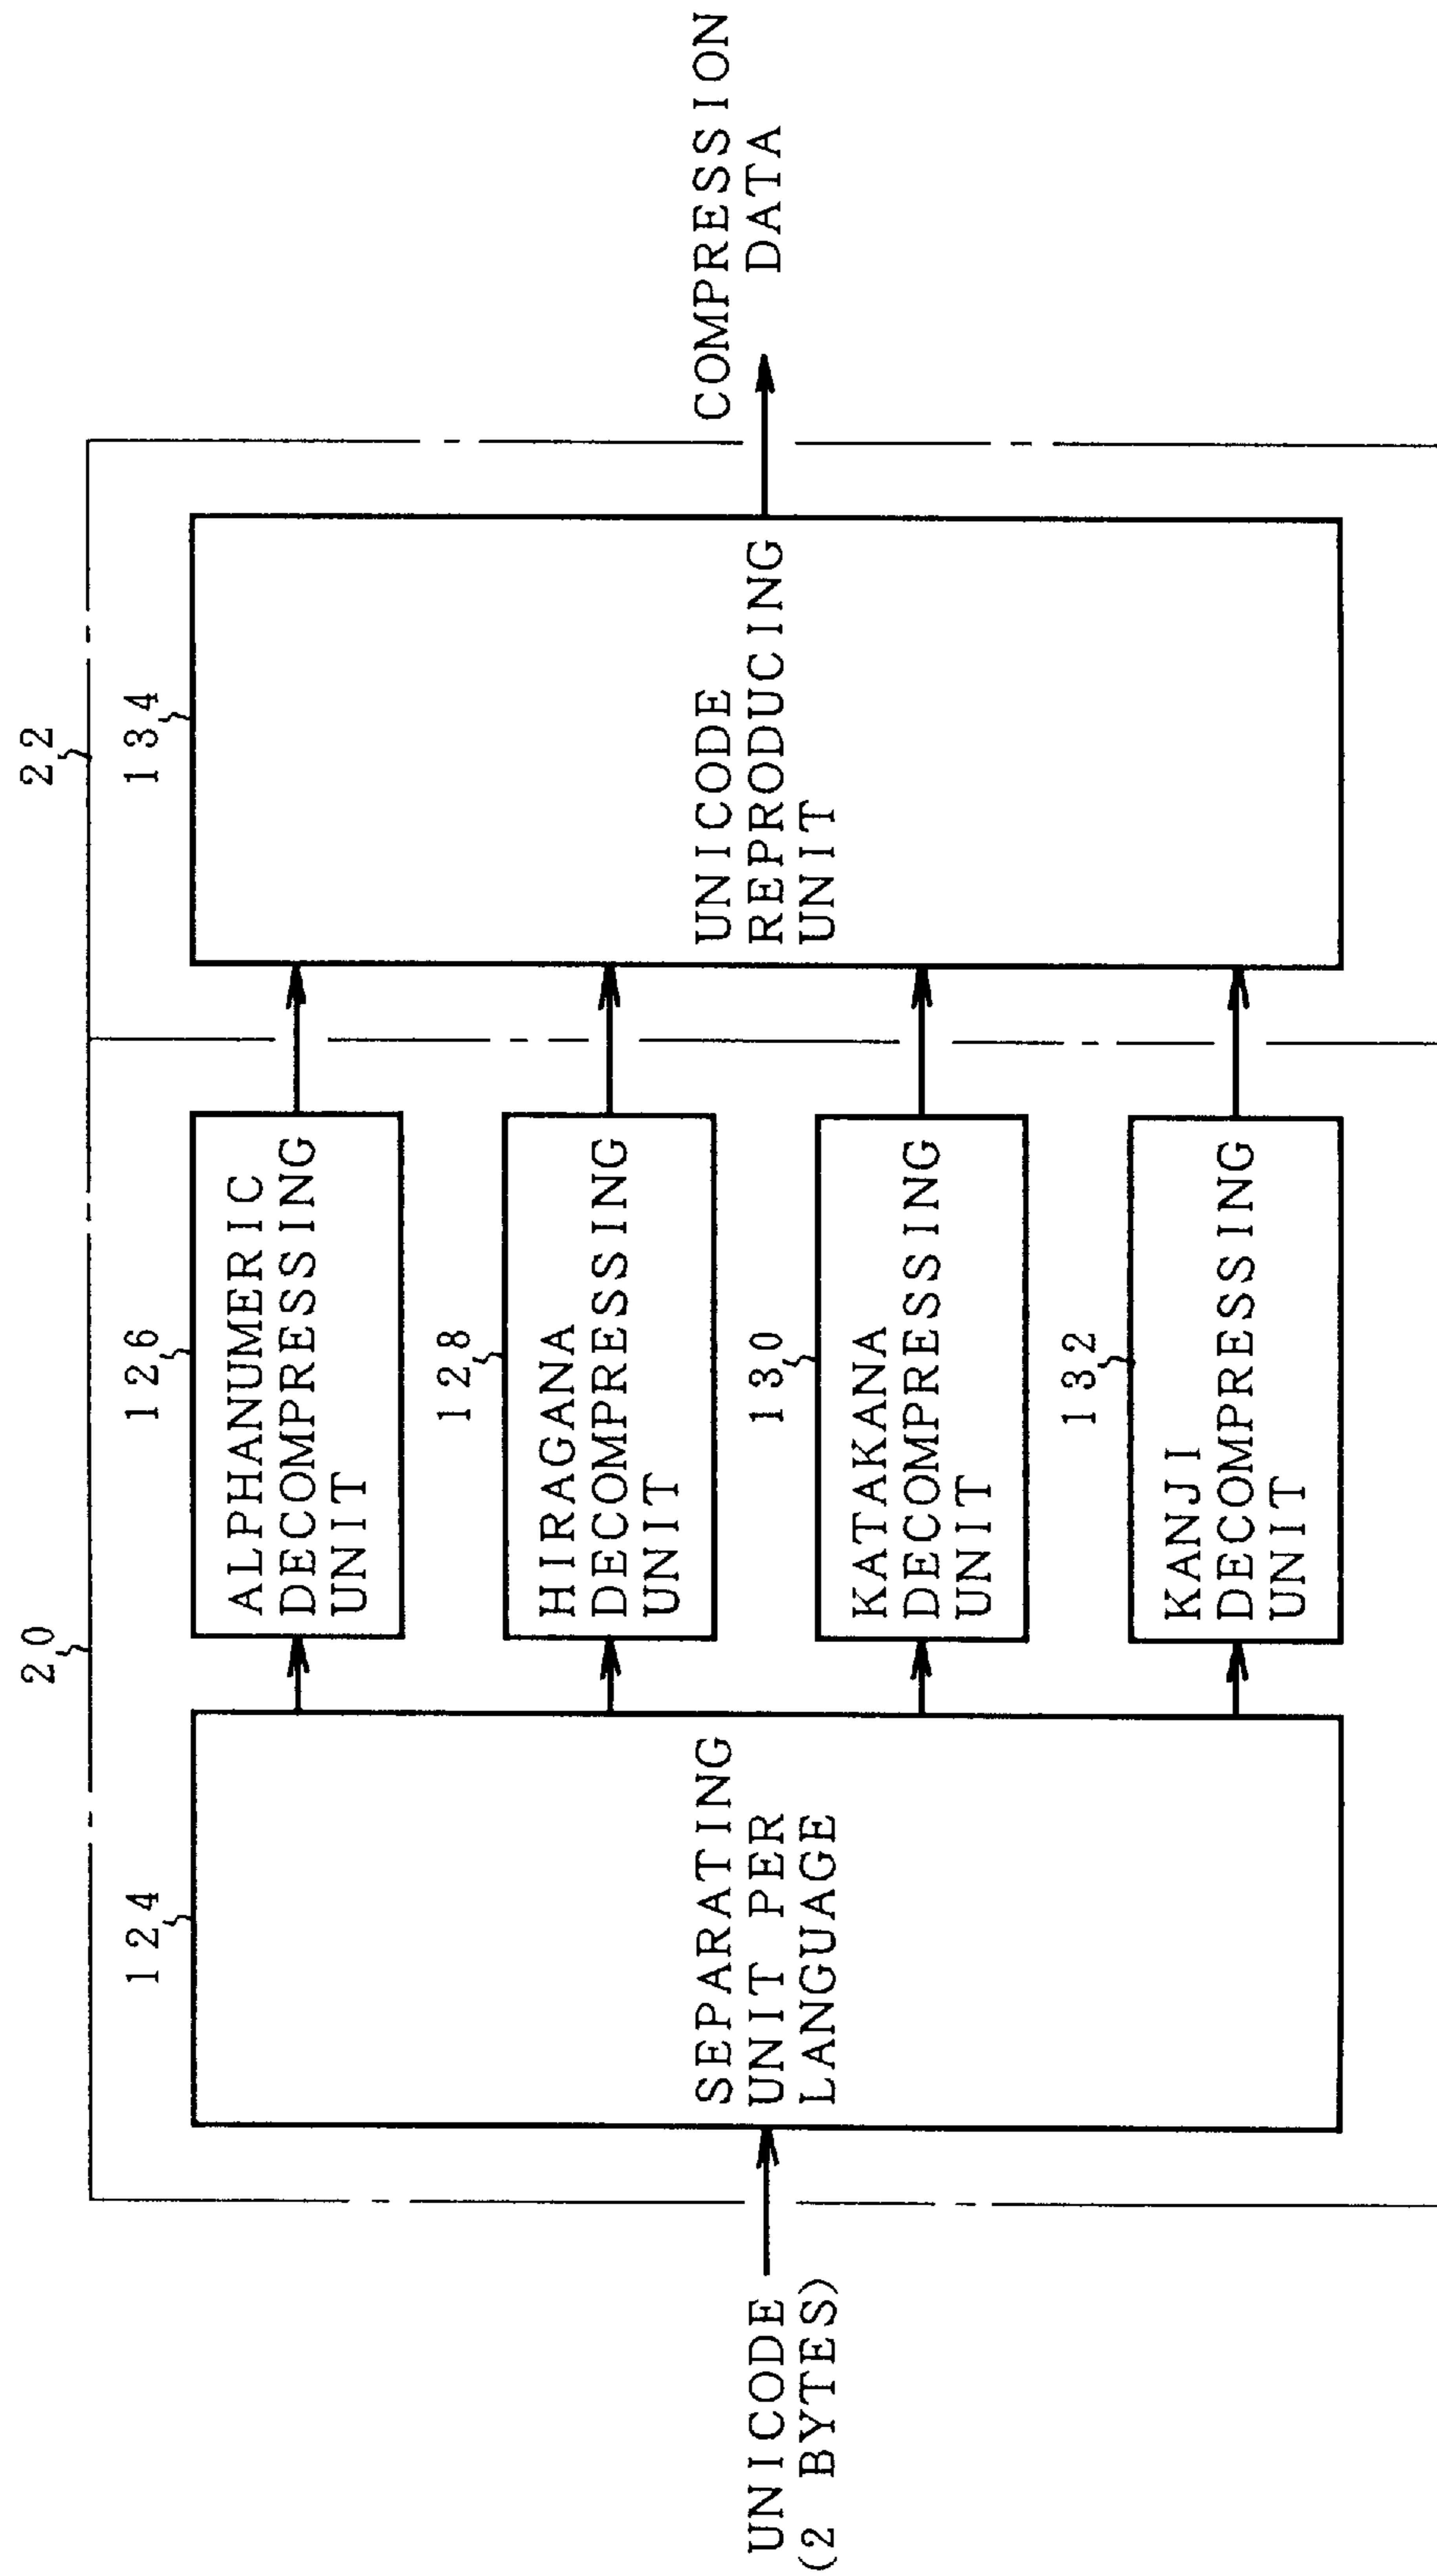 20
22
124
126
134
UNICODE
(2 BYTES)
SEPARATING
UNIT PER
LANGUAGE
ALPHANUMERIC
DECOMPRESSING
UNIT
128
HIRAGANA
DECOMPRESSING
UNIT
130
KATAKANA
DECOMPRESSING
UNIT
132
KANJI
DECOMPRESSING
UNIT
UNICODE
REPRODUCING
UNIT
COMPRESSION
DATA